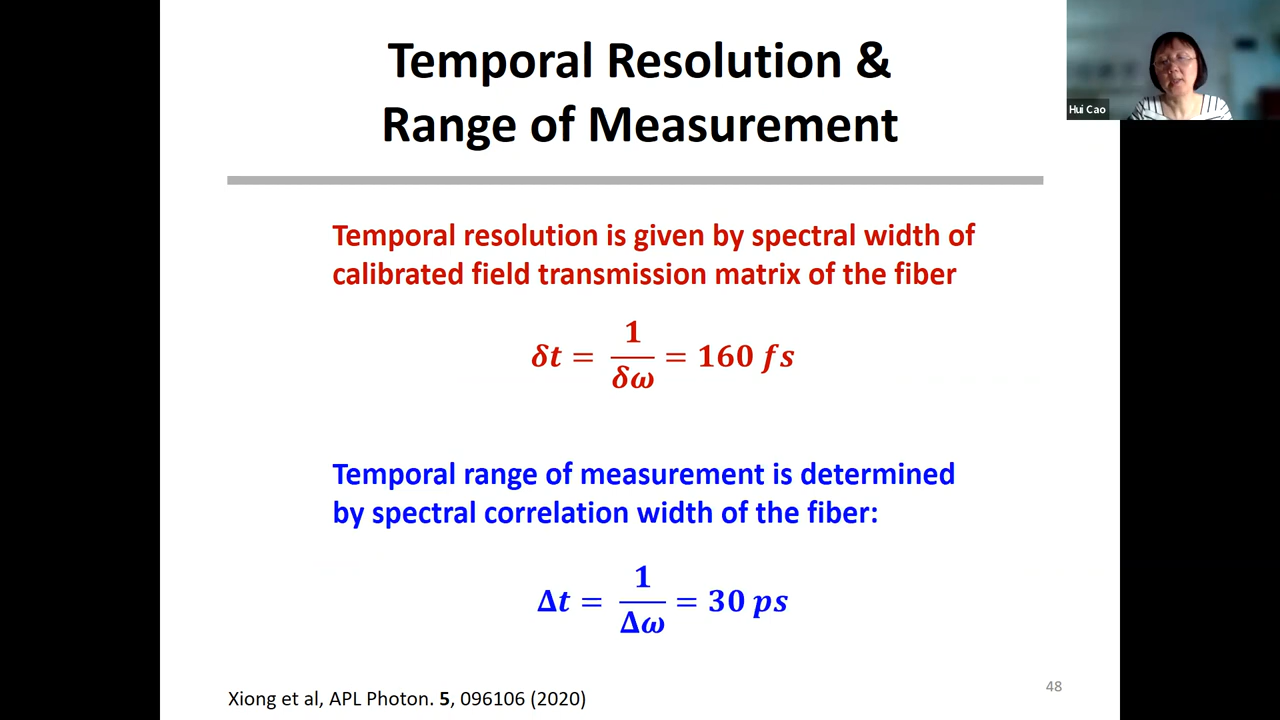 Temporal Resolution &
Range of Measurement
Hui Cao
Temporal resolution is given by spectral width of
calibrated field transmission matrix of the fiber
δt = 1/δω = 160 fs
Temporal range of measurement is determined
by spectral correlation width of the fiber:
Δt = 1/Δω = 30 ps
Xiong et al, APL Photon. 5, 096106 (2020)
48